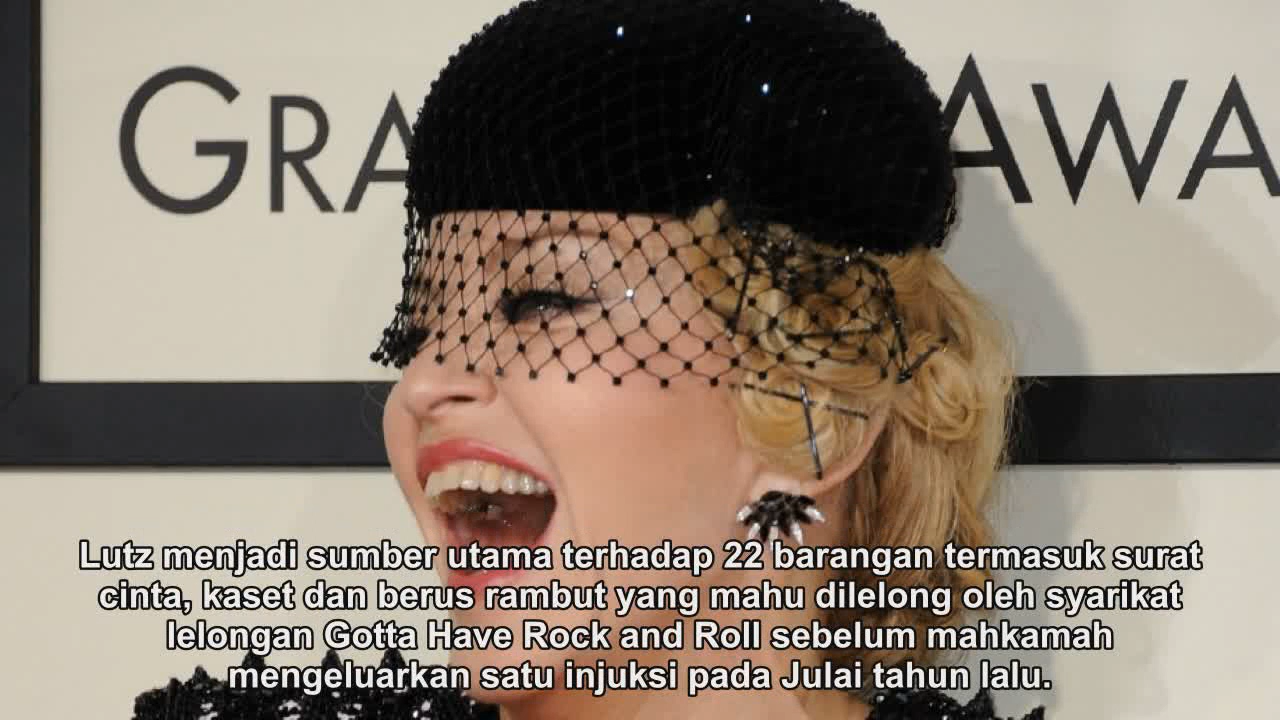 GRA AWA
Lutz menjadi sumber utama terhadap 22 barangan termasuk surat
cinta, kaset dan berus rambut yang mahu dilelong oleh syarikat
lelongan Gotta Have Rock and Roll sebelum mahkamah
mengeluarkan satu injuksi pada Julai tahun lalu.